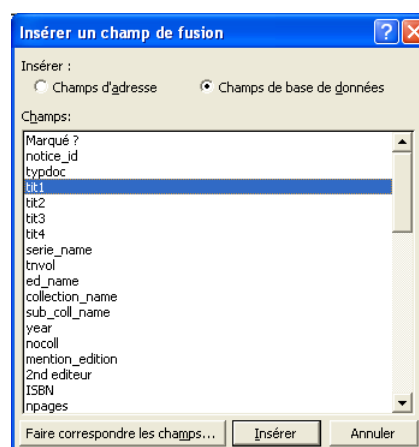 Insérer un champ de fusion
Insérer :
Champs d'adresse Champs de base de données
Champs:
Marqué ?
notice_id
typdoc
tit1
tit2
tit3
tit4
serie_name
tnvol
ed_name
collection_name
sub_coll_name
year
nocoll
mention_edition
2nd editeur
ISBN
npages
Faire correspondre les champs... Insérer Annuler